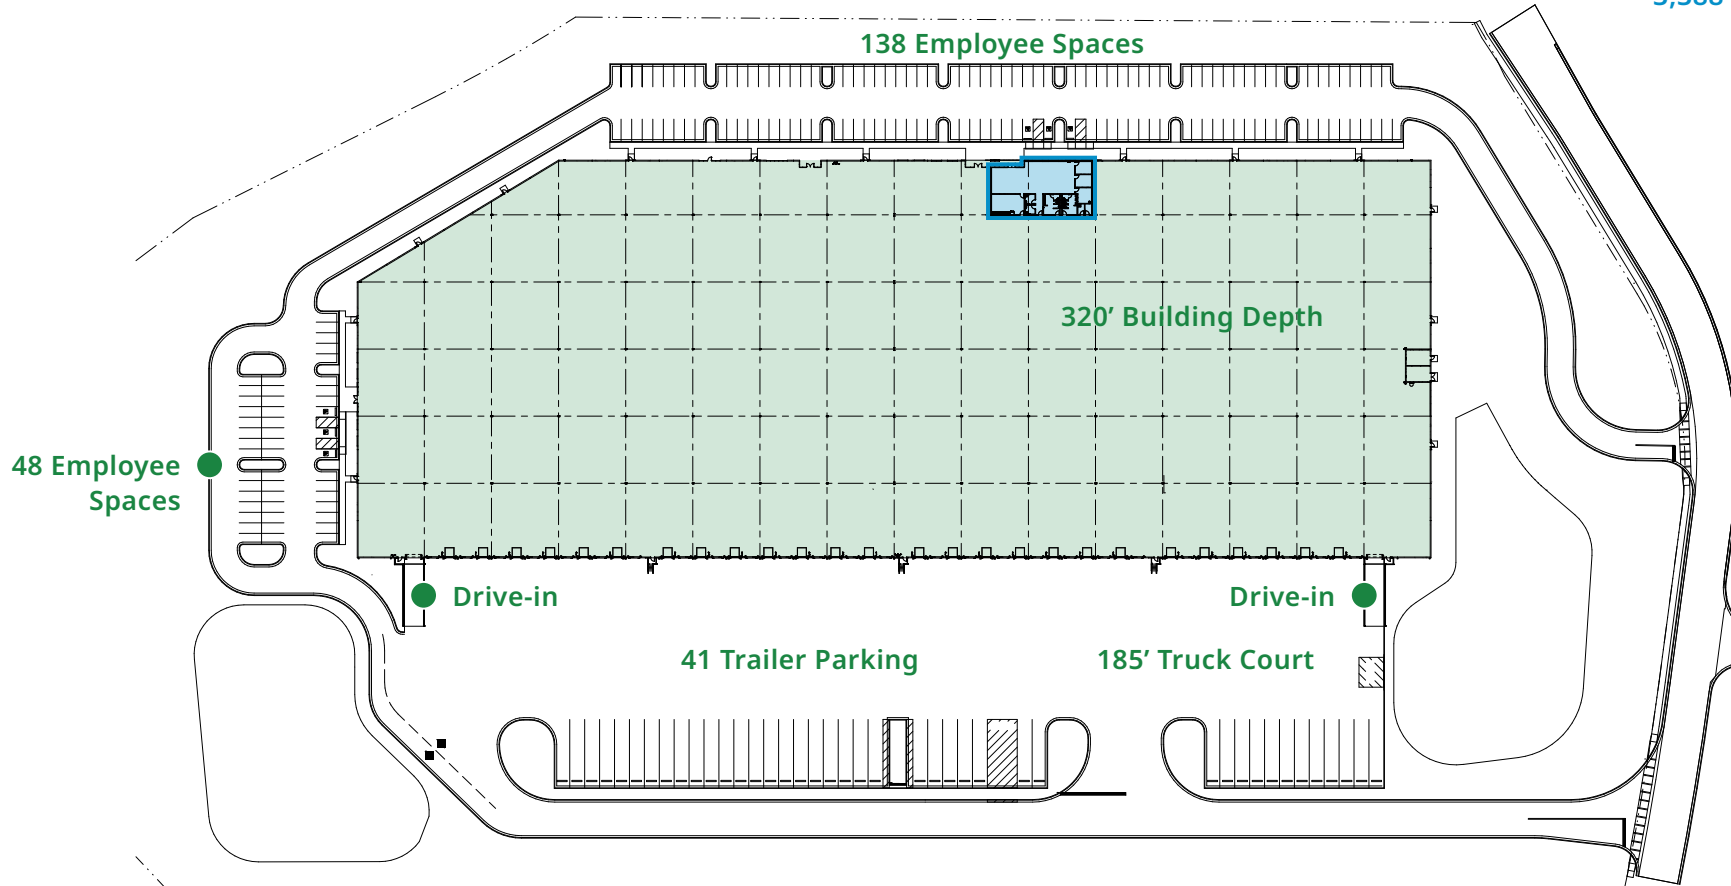 138 Employee Spaces
320’ Building Depth
48 Employee
Spaces
Drive-in
Drive-in
41 Trailer Parking
185’ Truck Court